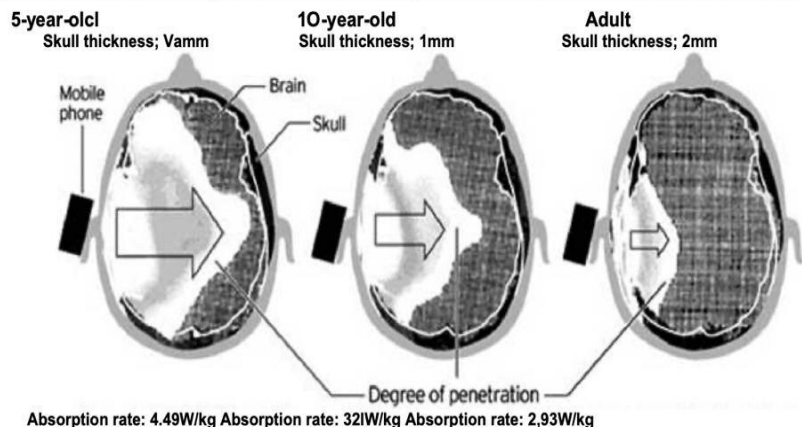 5-year-olcl
Skull thickness; Vamm
1O-year-old
Skull thickness; 1mm
Adult
Skull thickness; 2mm
Mobile
phone
Brain
Skull
Degree of penetration
Absorption rate: 4.49W/kg Absorption rate: 32lW/kg Absorption rate: 2,93W/kg